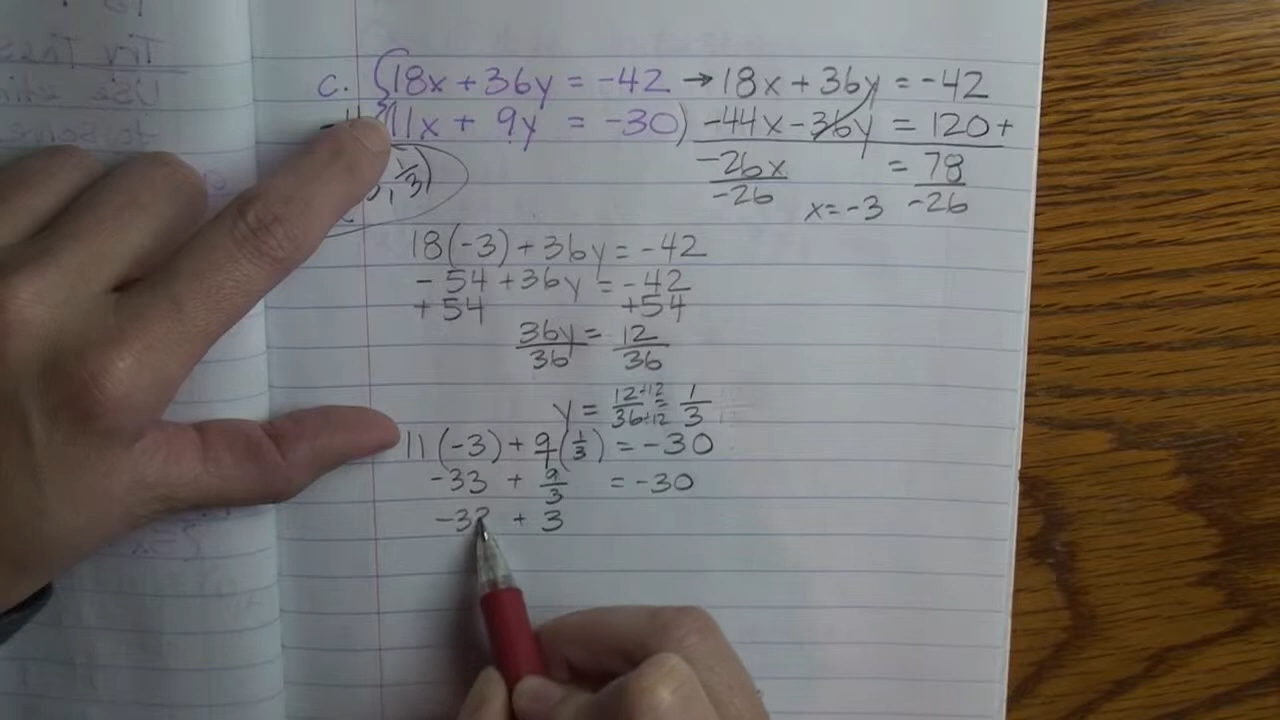 c. { 18x + 36y = -42 → 18x + 36y = -42
11x + 9y = -30) -44x - 36y = 120 +
-26x = 78
-26 -26
x = -3
1/3)
18(-3) + 36y = -42
-54 + 36y = -42
+54 +54
36y = 12
36 36
y = 12÷12 = 1
36÷12 3
11(-3) + 9(1/3) = -30
-33 + 9/3 = -30
-33 + 3